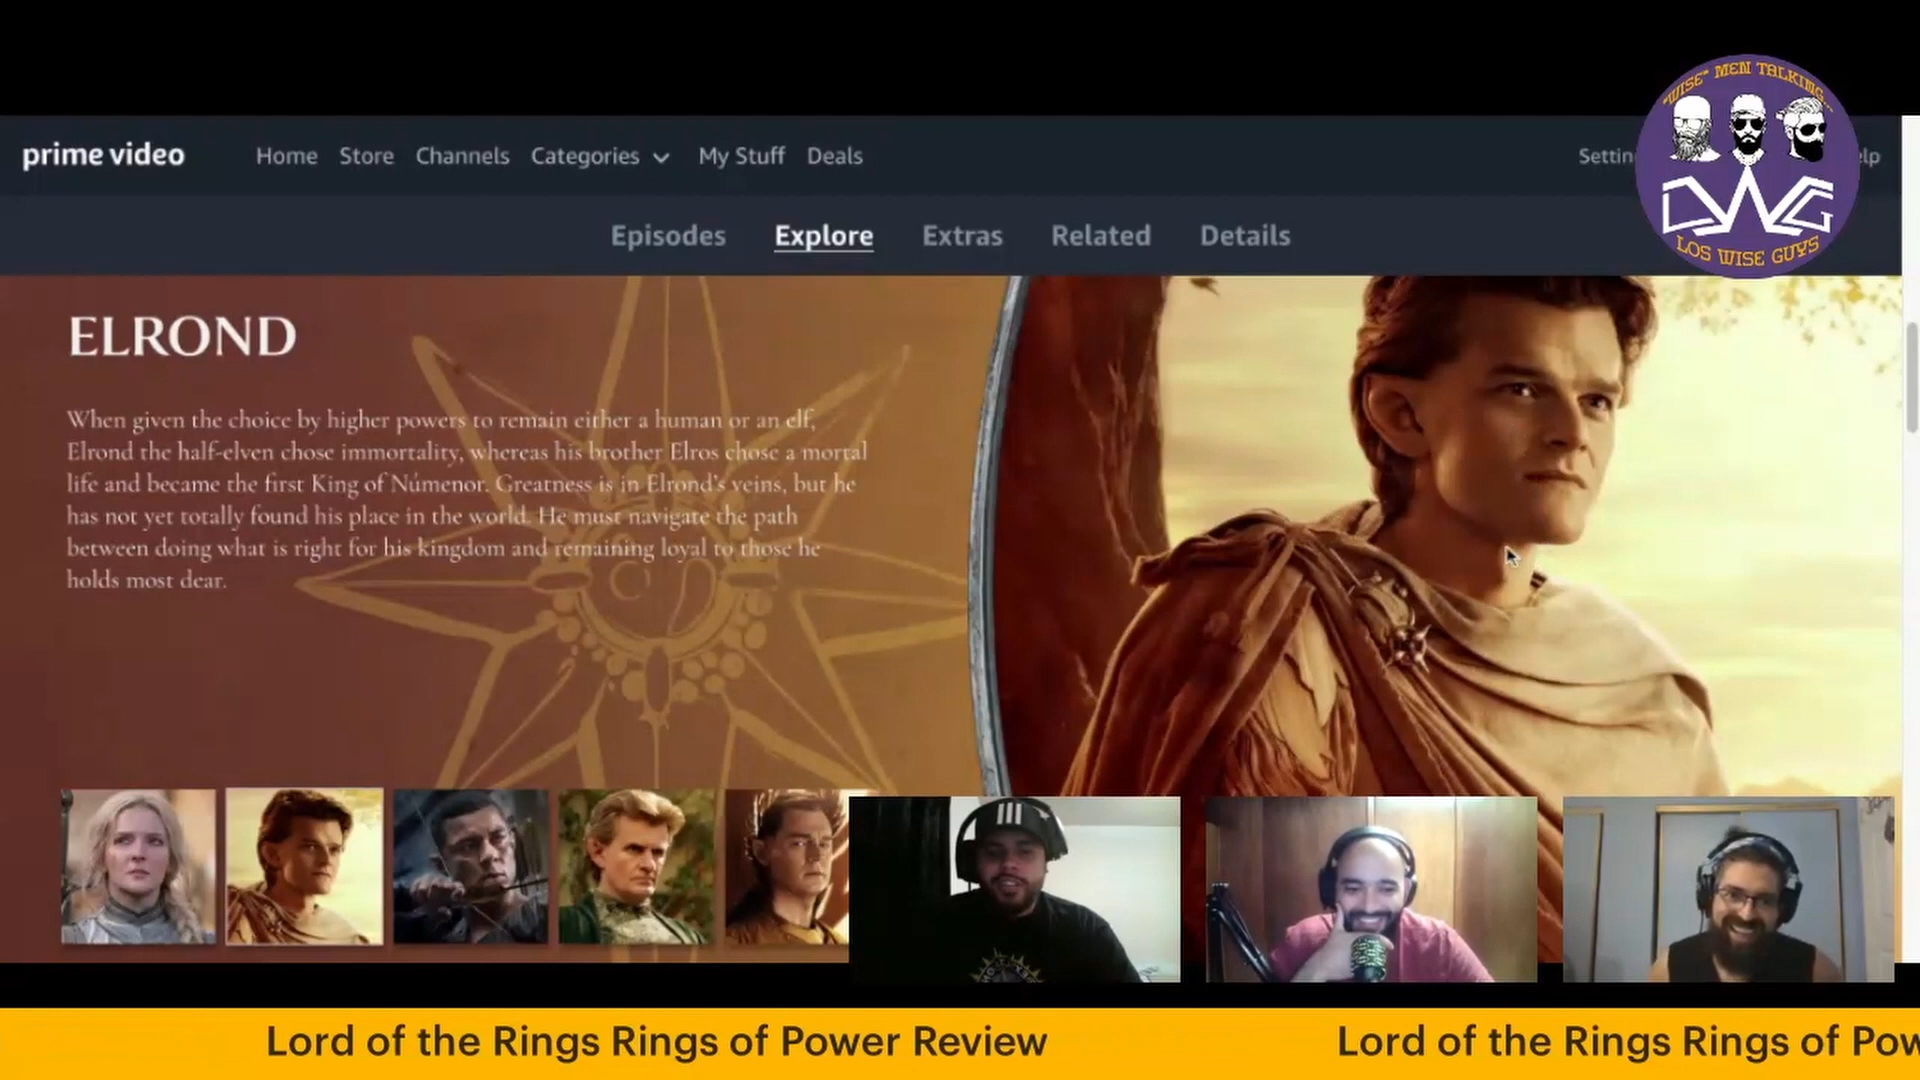 "WISE" MEN TALKING...
prime video
Home Store Channels Categories My Stuff Deals
Episodes Explore Extras Related Details
LWG
LOS WISE GUYS
ELROND
When given the choice by higher powers to remain either a human or an elf,
Elrond the half-elven chose immortality, whereas his brother Elros chose a mortal
life and became the first King of Númenor. Greatness is in Elrond's veins, but he
has not yet totally found his place in the world. He must navigate the path
between doing what is right for his kingdom and remaining loyal to those he
holds most dear.
Lord of the Rings Rings of Power Review
Lord of the Rings Rings of Pow